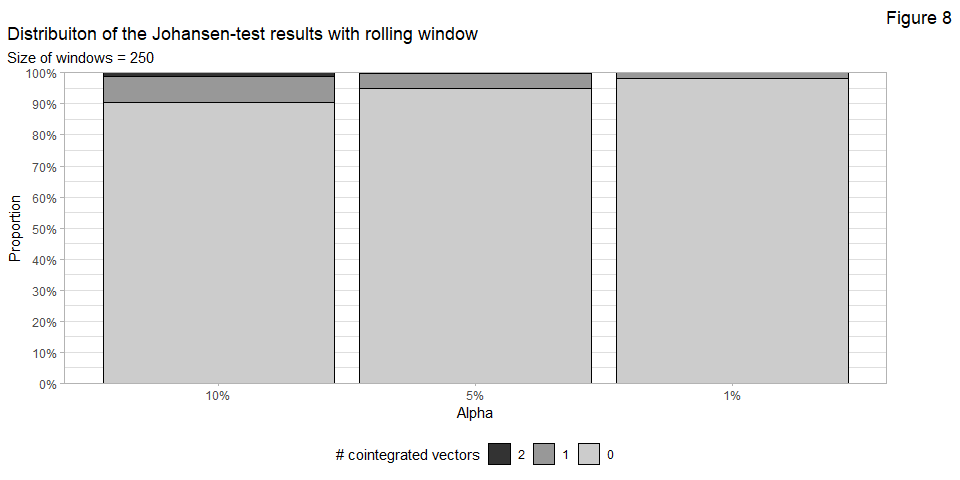 Figure 8
Distribuiton of the Johansen-test results with rolling window
Size of windows = 250
100%
90%
80%
70%
60%
50%
40%
30%
20%
10%
0%
Proportion
10% 5% 1%
Alpha
# cointegrated vectors 2 1 0